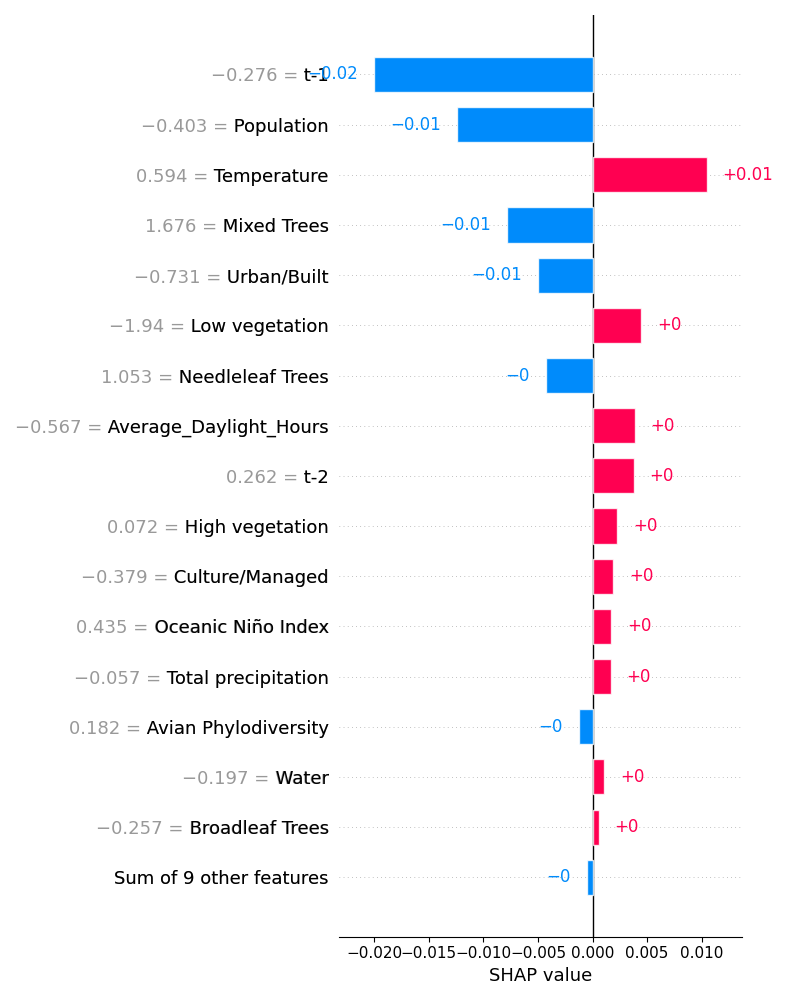 −0.276 = t-1 −0.02
−0.403 = Population −0.01
0.594 = Temperature +0.01
1.676 = Mixed Trees −0.01
−0.731 = Urban/Built −0.01
−1.94 = Low vegetation +0
1.053 = Needleleaf Trees −0
−0.567 = Average_Daylight_Hours +0
0.262 = t-2 +0
0.072 = High vegetation +0
−0.379 = Culture/Managed +0
0.435 = Oceanic Niño Index +0
−0.057 = Total precipitation +0
0.182 = Avian Phylodiversity −0
−0.197 = Water +0
−0.257 = Broadleaf Trees +0
Sum of 9 other features −0
−0.020 −0.015 −0.010 −0.005 0.000 0.005 0.010
SHAP value